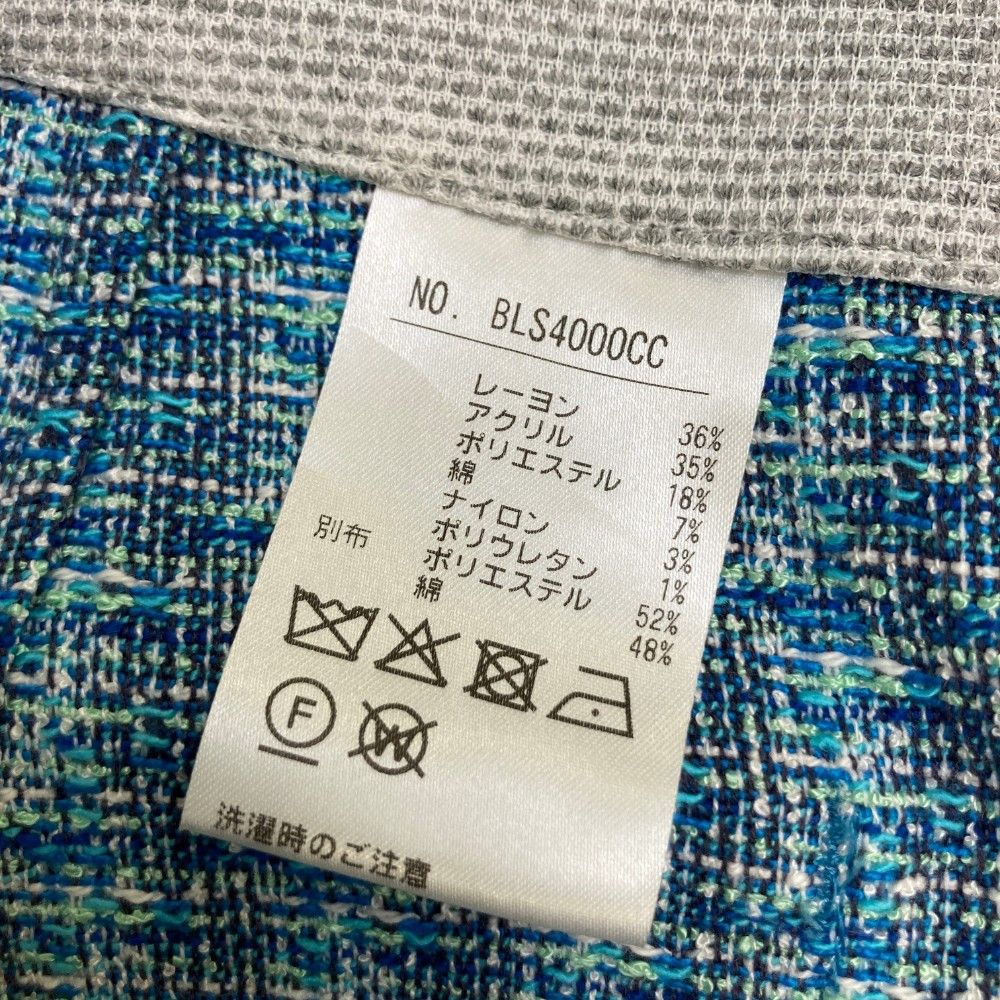 NO. BLS4000CC
レーヨン 36%
アクリル 35%
ポリエステル 18%
綿 7%
ナイロン 3%
ポリウレタン 1%
別布 ポリエステル 52%
綿 48%
F W
洗濯時のご注意